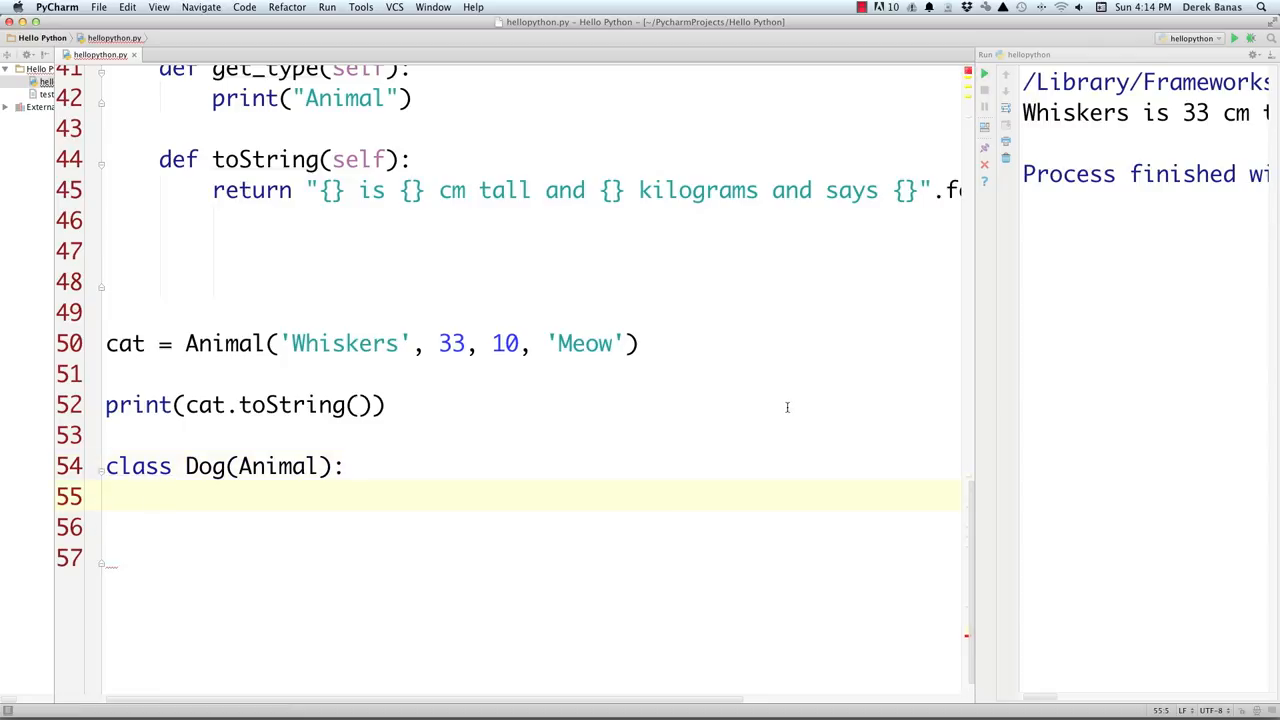 PyCharm File Edit View Navigate Code Refactor Run Tools VCS Window Help 10 Sun 4:14 PM Derek Banas
hellopython.py – Hello Python – [~/PycharmProjects/Hello Python]
Hello Python hellopython.py hellopython
hellopython.py Run hellopython
Hello P
hell
test
Externa
41 def get_type(self):
42 print("Animal")
43
44 def toString(self):
45 return "{} is {} cm tall and {} kilograms and says {}".fo
46
47
48
49
50 cat = Animal('Whiskers', 33, 10, 'Meow')
51
52 print(cat.toString())
53
54 class Dog(Animal):
55
56
57
/Library/Frameworks
Whiskers is 33 cm t
Process finished wi
55:5 LF UTF-8